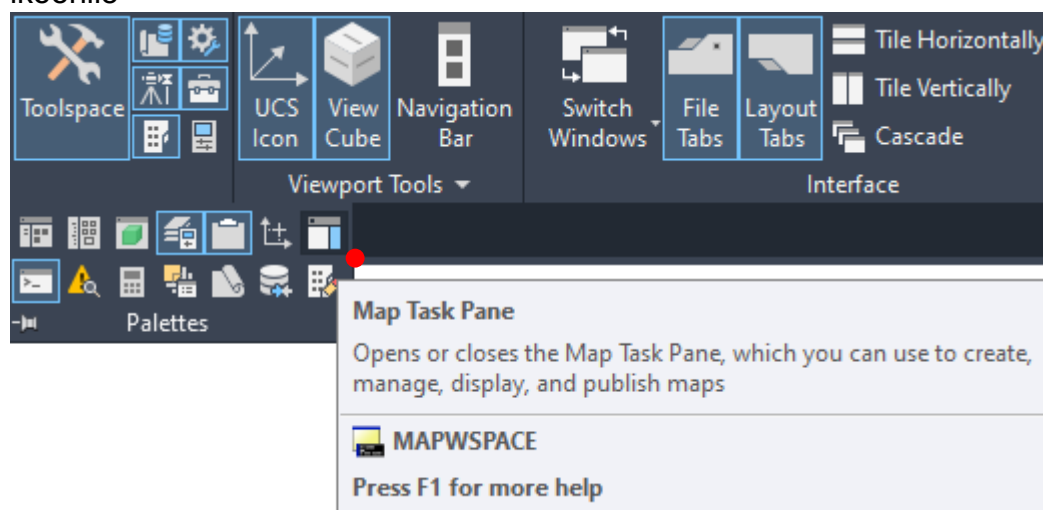 Toolspace
UCS
Icon
View
Cube
Navigation
Bar
Switch
Windows
File
Tabs
Layout
Tabs
Tile Horizontally
Tile Vertically
Cascade
Viewport Tools
Interface
Palettes
Map Task Pane
Opens or closes the Map Task Pane, which you can use to create,
manage, display, and publish maps
MAPWSPACE
Press F1 for more help